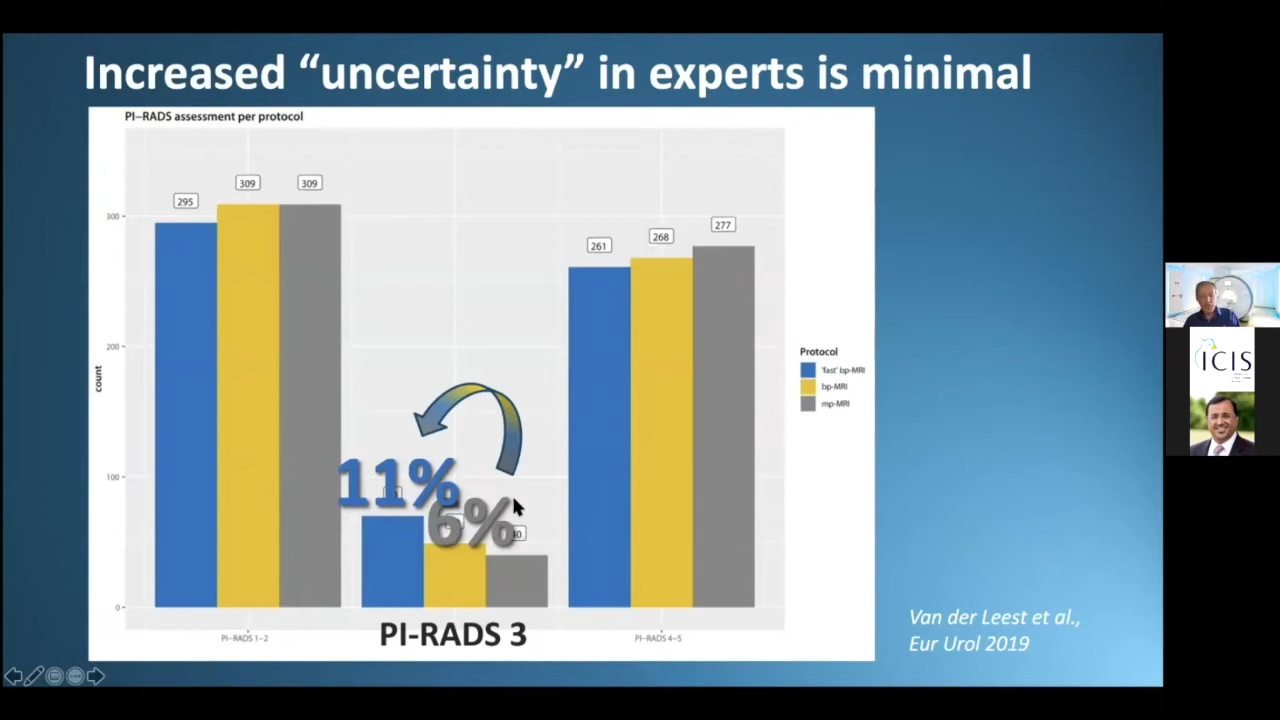 Increased “uncertainty” in experts is minimal
PI–RADS assessment per protocol
295
309
309
261
268
277
300
200
100
0
count
11%
6%
40
PI–RADS 1–2
PI-RADS 3
PI–RADS 4–5
Protocol
'fast' bp–MRI
bp–MRI
mp–MRI
Van der Leest et al.,
Eur Urol 2019
ICIS